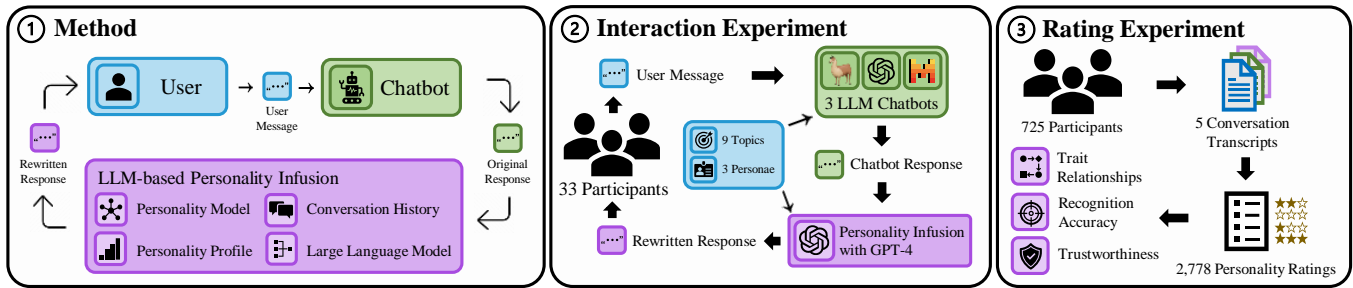 ① Method
User
User
Message
Chatbot
Rewritten
Response
Original
Response
LLM-based Personality Infusion
Personality Model
Conversation History
Personality Profile
Large Language Model
② Interaction Experiment
User Message
3 LLM Chatbots
9 Topics
3 Personae
33 Participants
Chatbot Response
Rewritten Response
Personality Infusion
with GPT-4
③ Rating Experiment
725 Participants
5 Conversation
Transcripts
Trait
Relationships
Recognition
Accuracy
Trustworthiness
2,778 Personality Ratings